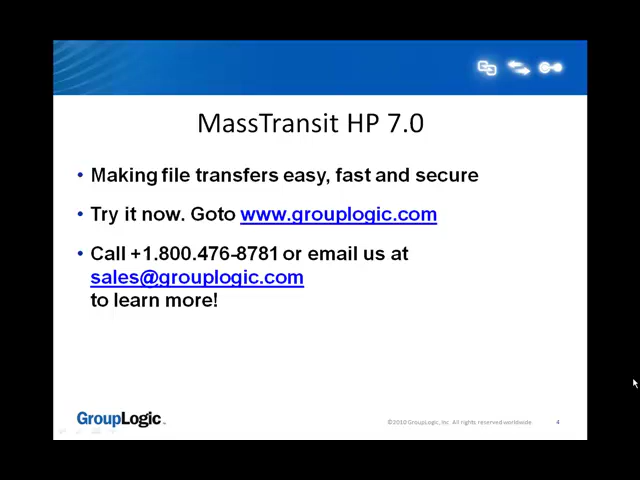 MassTransit HP 7.0
• Making file transfers easy, fast and secure
• Try it now. Goto www.grouplogic.com
• Call +1.800.476-8781 or email us at
sales@grouplogic.com
to learn more!
GroupLogic
©2010 GroupLogic, Inc. All rights reserved worldwide
4